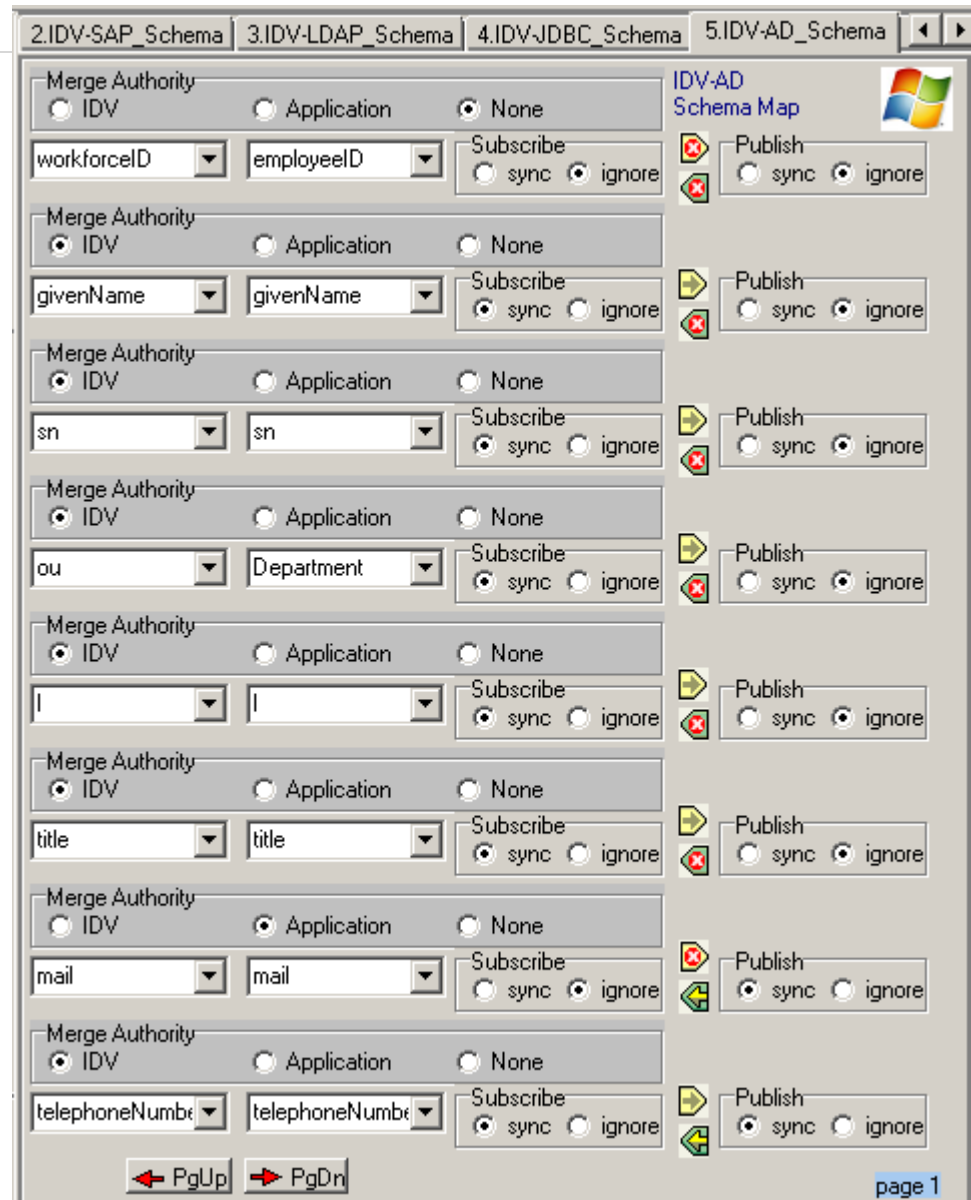 2.IDV-SAP_Schema 3.IDV-LDAP_Schema 4.IDV-JDBC_Schema 5.IDV-AD_Schema
IDV-AD
Schema Map
Merge Authority
IDV Application None
workforceID employeeID Subscribe sync ignore Publish sync ignore
Merge Authority
IDV Application None
givenName givenName Subscribe sync ignore Publish sync ignore
Merge Authority
IDV Application None
sn sn Subscribe sync ignore Publish sync ignore
Merge Authority
IDV Application None
ou Department Subscribe sync ignore Publish sync ignore
Merge Authority
IDV Application None
l l Subscribe sync ignore Publish sync ignore
Merge Authority
IDV Application None
title title Subscribe sync ignore Publish sync ignore
Merge Authority
IDV Application None
mail mail Subscribe sync ignore Publish sync ignore
Merge Authority
IDV Application None
telephoneNumbe telephoneNumbe Subscribe sync ignore Publish sync ignore
PgUp PgDn page 1